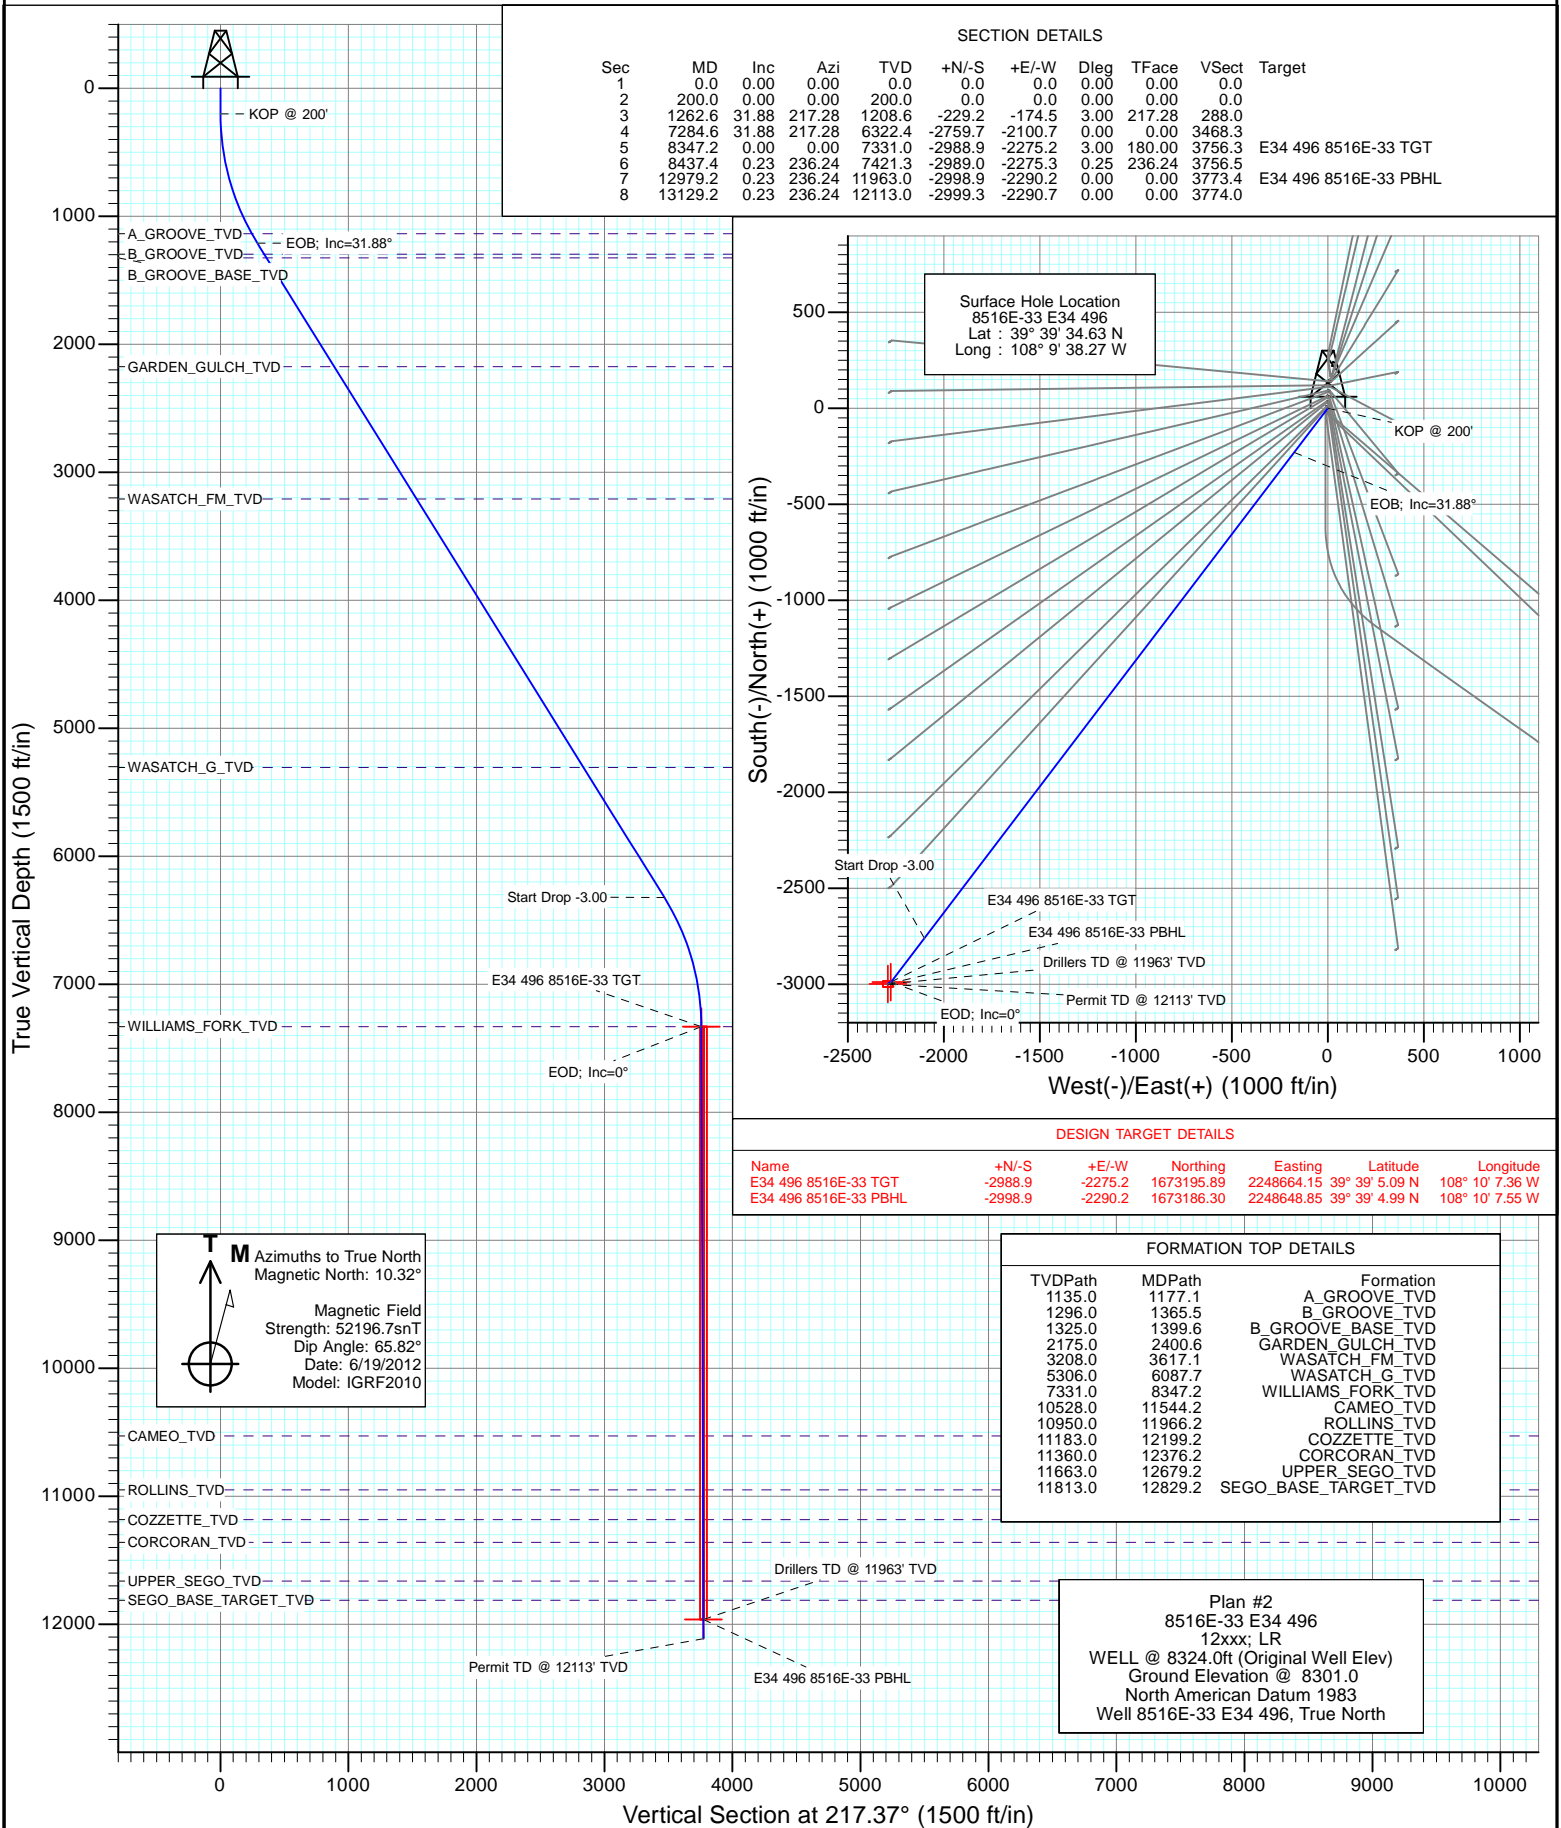 SECTION DETAILS
Sec MD Inc Azi TVD +N/-S +E/-W Dleg TFace VSect Target
1 0.0 0.00 0.00 0.0 0.0 0.0 0.00 0.00 0.0
2 200.0 0.00 0.00 200.0 0.0 0.0 0.00 0.00 0.0
3 1262.6 31.88 217.28 1208.6 -229.2 -174.5 3.00 217.28 288.0
4 7284.6 31.88 217.28 6322.4 -2759.7 -2100.7 0.00 0.00 3468.3
5 8347.2 0.00 0.00 7331.0 -2988.9 -2275.2 3.00 180.00 3756.3 E34 496 8516E-33 TGT
6 8437.4 0.23 236.24 7421.3 -2989.0 -2275.3 0.25 236.24 3756.5
7 12979.2 0.23 236.24 11963.0 -2998.9 -2290.2 0.00 0.00 3773.4 E34 496 8516E-33 PBHL
8 13129.2 0.23 236.24 12113.0 -2999.3 -2290.7 0.00 0.00 3774.0
0
1000
2000
3000
4000
5000
6000
7000
8000
9000
10000
11000
12000
True Vertical Depth (1500 ft/in)
KOP @ 200'
A_GROOVE_TVD
EOB; Inc=31.88°
B_GROOVE_TVD
B_GROOVE_BASE_TVD
GARDEN_GULCH_TVD
WASATCH_FM_TVD
WASATCH_G_TVD
Start Drop -3.00
E34 496 8516E-33 TGT
WILLIAMS_FORK_TVD
EOD; Inc=0°
CAMEO_TVD
ROLLINS_TVD
COZZETTE_TVD
CORCORAN_TVD
UPPER_SEGO_TVD
SEGO_BASE_TARGET_TVD
Drillers TD @ 11963' TVD
Permit TD @ 12113' TVD
E34 496 8516E-33 PBHL
0 1000 2000 3000 4000 5000 6000 7000 8000 9000 10000
Vertical Section at 217.37° (1500 ft/in)
Surface Hole Location
8516E-33 E34 496
Lat : 39° 39' 34.63 N
Long : 108° 9' 38.27 W
500
0
-500
-1000
-1500
-2000
-2500
-3000
South(-)/North(+) (1000 ft/in)
KOP @ 200'
EOB; Inc=31.88°
Start Drop -3.00
E34 496 8516E-33 TGT
E34 496 8516E-33 PBHL
Drillers TD @ 11963' TVD
Permit TD @ 12113' TVD
EOD; Inc=0°
-2500 -2000 -1500 -1000 -500 0 500 1000
West(-)/East(+) (1000 ft/in)
DESIGN TARGET DETAILS
Name +N/-S +E/-W Northing Easting Latitude Longitude
E34 496 8516E-33 TGT -2988.9 -2275.2 1673195.89 2248664.15 39° 39' 5.09 N 108° 10' 7.36 W
E34 496 8516E-33 PBHL -2998.9 -2290.2 1673186.30 2248648.85 39° 39' 4.99 N 108° 10' 7.55 W
T M
Azimuths to True North
Magnetic North: 10.32°
Magnetic Field
Strength: 52196.7snT
Dip Angle: 65.82°
Date: 6/19/2012
Model: IGRF2010
FORMATION TOP DETAILS
TVDPath MDPath Formation
1135.0 1177.1 A_GROOVE_TVD
1296.0 1365.5 B_GROOVE_TVD
1325.0 1399.6 B_GROOVE_BASE_TVD
2175.0 2400.6 GARDEN_GULCH_TVD
3208.0 3617.1 WASATCH_FM_TVD
5306.0 6087.7 WASATCH_G_TVD
7331.0 8347.2 WILLIAMS_FORK_TVD
10528.0 11544.2 CAMEO_TVD
10950.0 11966.2 ROLLINS_TVD
11183.0 12199.2 COZZETTE_TVD
11360.0 12376.2 CORCORAN_TVD
11663.0 12679.2 UPPER_SEGO_TVD
11813.0 12829.2 SEGO_BASE_TARGET_TVD
Plan #2
8516E-33 E34 496
12xxx; LR
WELL @ 8324.0ft (Original Well Elev)
Ground Elevation @ 8301.0
North American Datum 1983
Well 8516E-33 E34 496, True North